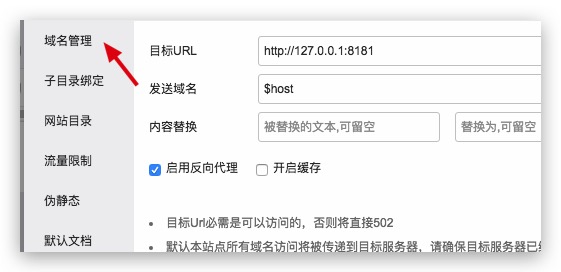 域名管理
子目录绑定
网站目录
流量限制
伪静态
默认文档
目标URL http://127.0.0.1:8181
发送域名 $host
内容替换 被替换的文本,可留空 替换为,可留空
启用反向代理 开启缓存
目标Url必需是可以访问的，否则将直接502
默认本站点所有域名访问将被传递到目标服务器，请确保目标服务器已绑